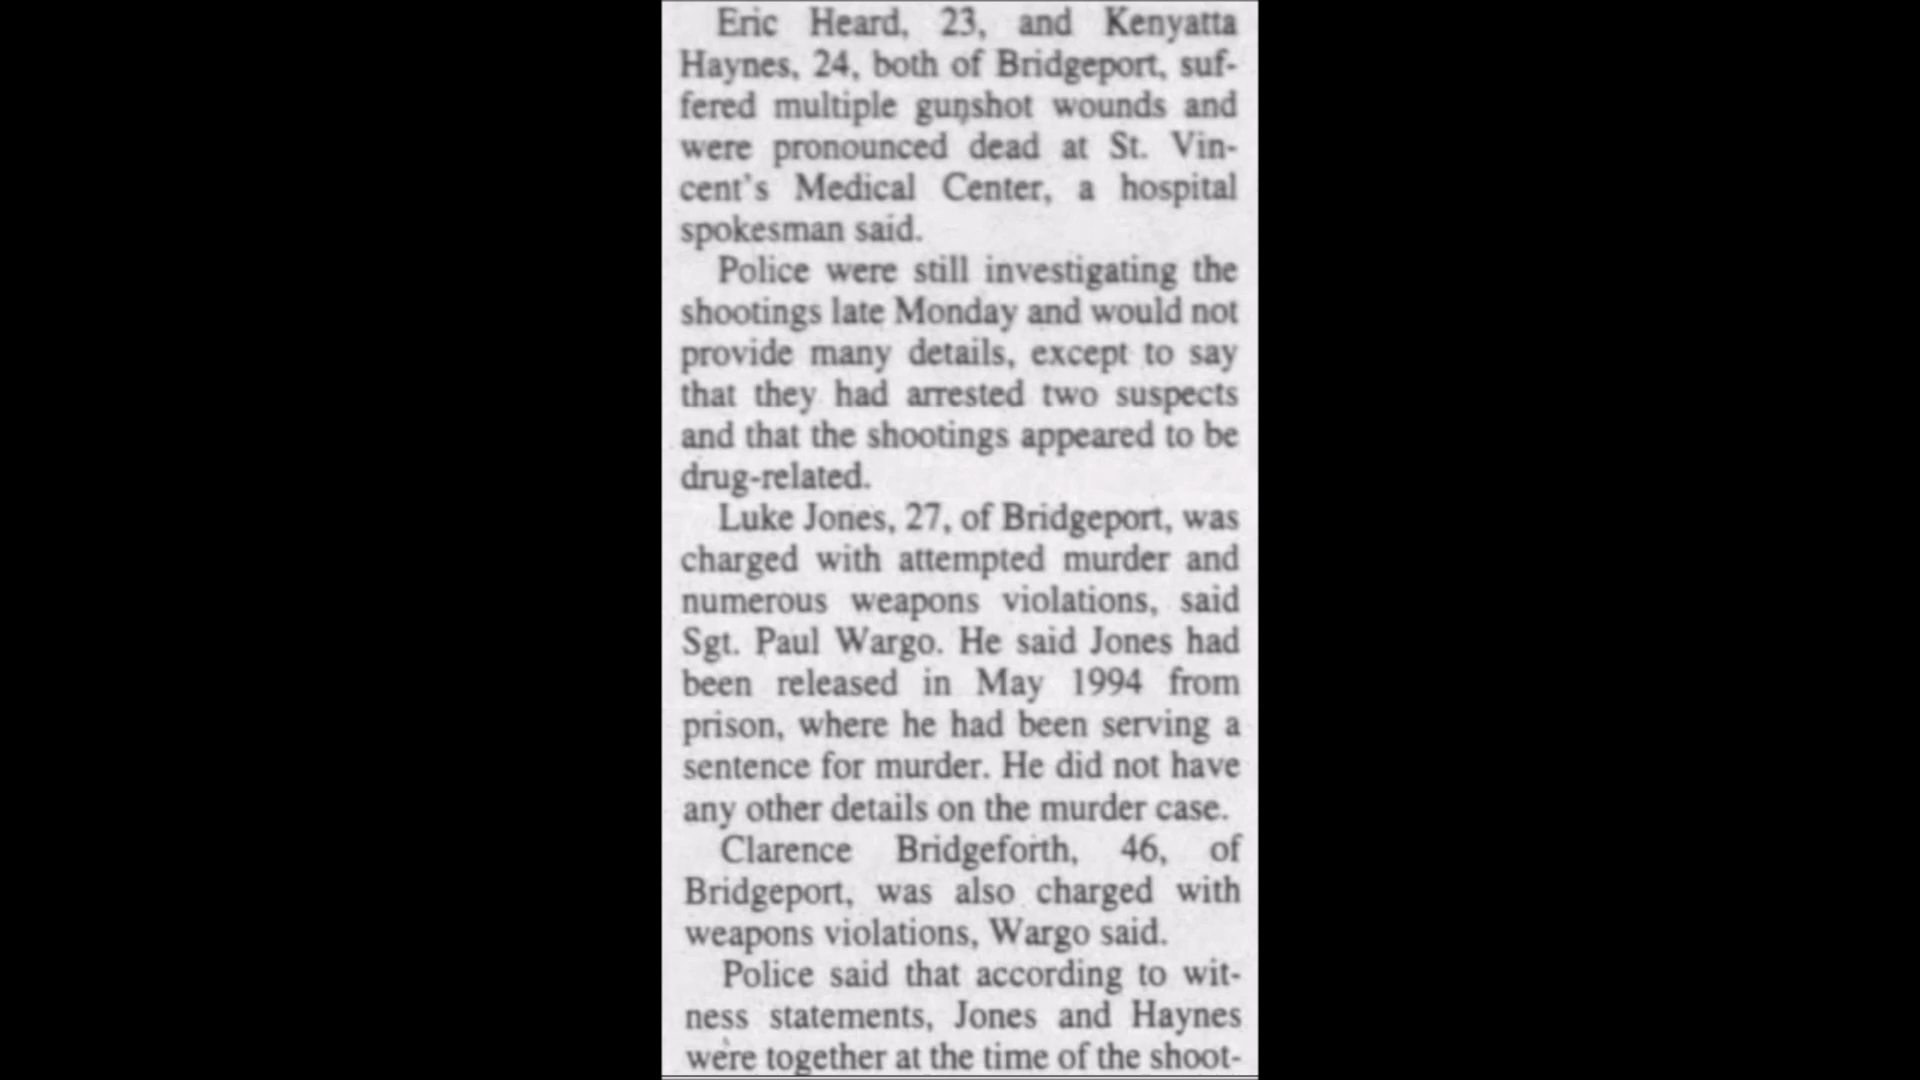 Eric Heard, 23, and Kenyatta
Haynes, 24, both of Bridgeport, suf-
fered multiple gunshot wounds and
were pronounced dead at St. Vin-
cent's Medical Center, a hospital
spokesman said.
Police were still investigating the
shootings late Monday and would not
provide many details, except to say
that they had arrested two suspects
and that the shootings appeared to be
drug-related.
Luke Jones, 27, of Bridgeport, was
charged with attempted murder and
numerous weapons violations, said
Sgt. Paul Wargo. He said Jones had
been released in May 1994 from
prison, where he had been serving a
sentence for murder. He did not have
any other details on the murder case.
Clarence Bridgeforth, 46, of
Bridgeport, was also charged with
weapons violations, Wargo said.
Police said that according to wit-
ness statements, Jones and Haynes
were together at the time of the shoot-